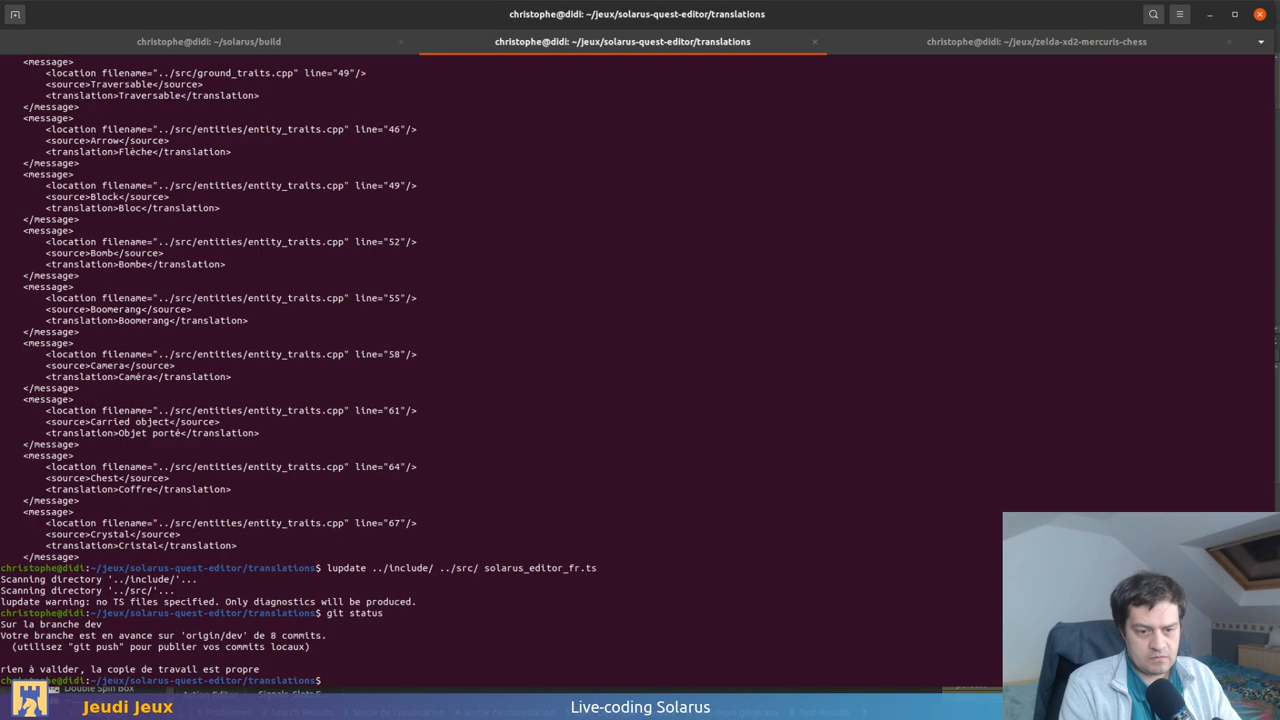 christophe@didi: ~/jeux/solarus-quest-editor/translations
christophe@didi: ~/solarus/build
christophe@didi: ~/jeux/solarus-quest-editor/translations
christophe@didi: ~/jeux/zelda-xd2-mercuris-chess
<message>
<location filename="../src/ground_traits.cpp" line="49"/>
<source>Traversable</source>
<translation>Traversable</translation>
</message>
<message>
<location filename="../src/entities/entity_traits.cpp" line="46"/>
<source>Arrow</source>
<translation>Flèche</translation>
</message>
<message>
<location filename="../src/entities/entity_traits.cpp" line="49"/>
<source>Block</source>
<translation>Bloc</translation>
</message>
<message>
<location filename="../src/entities/entity_traits.cpp" line="52"/>
<source>Bomb</source>
<translation>Bombe</translation>
</message>
<message>
<location filename="../src/entities/entity_traits.cpp" line="55"/>
<source>Boomerang</source>
<translation>Boomerang</translation>
</message>
<message>
<location filename="../src/entities/entity_traits.cpp" line="58"/>
<source>Camera</source>
<translation>Caméra</translation>
</message>
<message>
<location filename="../src/entities/entity_traits.cpp" line="61"/>
<source>Carried object</source>
<translation>Objet porté</translation>
</message>
<message>
<location filename="../src/entities/entity_traits.cpp" line="64"/>
<source>Chest</source>
<translation>Coffre</translation>
</message>
<message>
<location filename="../src/entities/entity_traits.cpp" line="67"/>
<source>Crystal</source>
<translation>Cristal</translation>
</message>
christophe@didi:~/jeux/solarus-quest-editor/translations$ lupdate ../include/ ../src/ solarus_editor_fr.ts
Scanning directory '../include/'...
Scanning directory '../src/'...
lupdate warning: no TS files specified. Only diagnostics will be produced.
christophe@didi:~/jeux/solarus-quest-editor/translations$ git status
Sur la branche dev
Votre branche est en avance sur 'origin/dev' de 8 commits.
(utilisez "git push" pour publier vos commits locaux)
rien à valider, la copie de travail est propre
christophe@didi:~/jeux/solarus-quest-editor/translations$
Double Spin Box
Jeudi Jeux
Live-coding Solarus